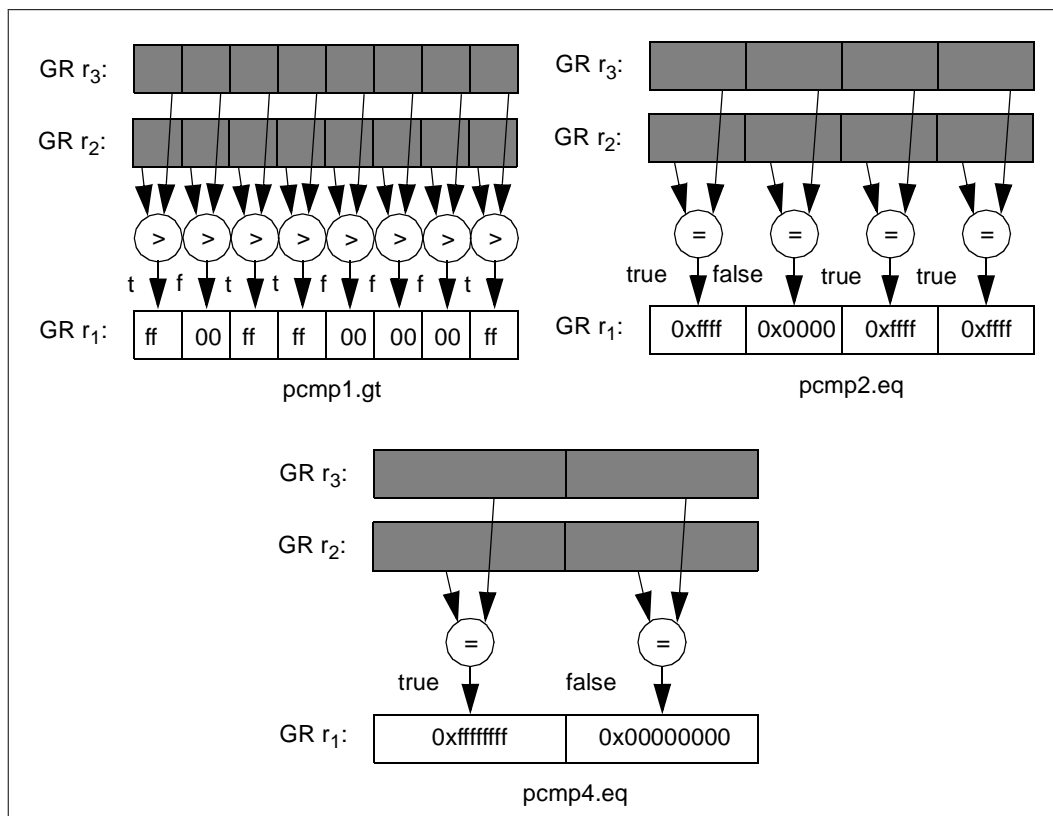 GR r3:
GR r2:
> > > > > > > >
t f t t f f f t
GR r1: ff 00 ff ff 00 00 00 ff
pcmp1.gt
GR r3:
GR r2:
= = = =
true false true true
GR r1: 0xffff 0x0000 0xffff 0xffff
pcmp2.eq
GR r3:
GR r2:
= =
true false
GR r1: 0xffffffff 0x00000000
pcmp4.eq